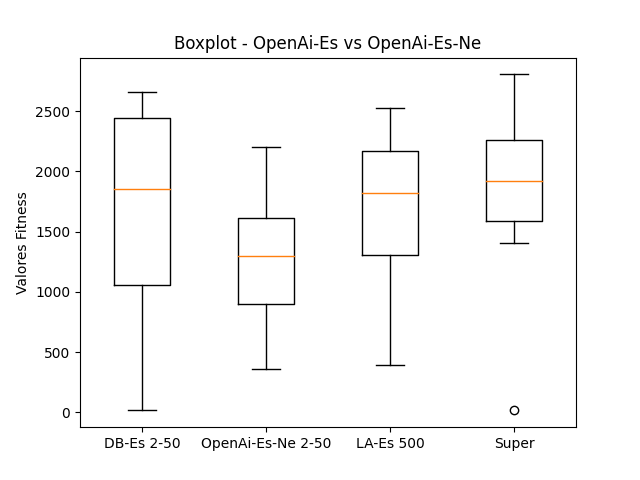 Boxplot - OpenAi-Es vs OpenAi-Es-Ne
Valores Fitness
2500
2000
1500
1000
500
0
DB-Es 2-50 OpenAi-Es-Ne 2-50 LA-Es 500 Super